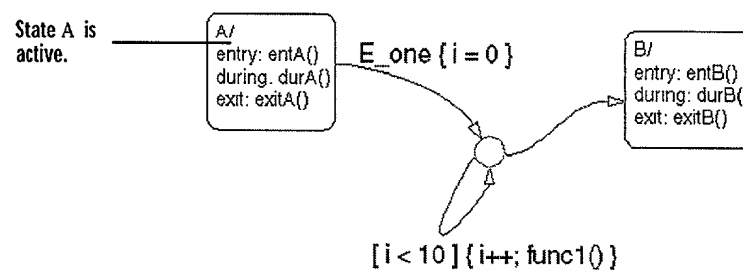 State A is
active.
A/
entry: entA()
during. durA()
exit: exitA()
E_one { i = 0 }
B/
entry: entB()
during: durB(
exit: exitB()
[ i < 10 ] { i++; func1() }